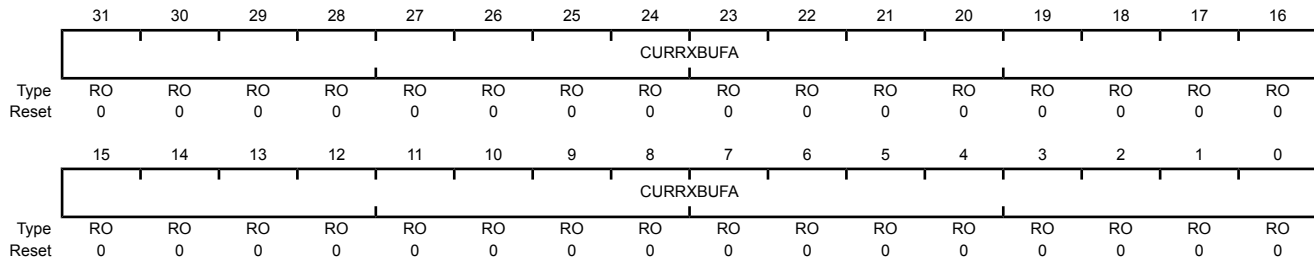 31 30 29 28 27 26 25 24 23 22 21 20 19 18 17 16
CURRXBUFA
Type RO RO RO RO RO RO RO RO RO RO RO RO RO RO RO RO
Reset 0 0 0 0 0 0 0 0 0 0 0 0 0 0 0 0
15 14 13 12 11 10 9 8 7 6 5 4 3 2 1 0
CURRXBUFA
Type RO RO RO RO RO RO RO RO RO RO RO RO RO RO RO RO
Reset 0 0 0 0 0 0 0 0 0 0 0 0 0 0 0 0